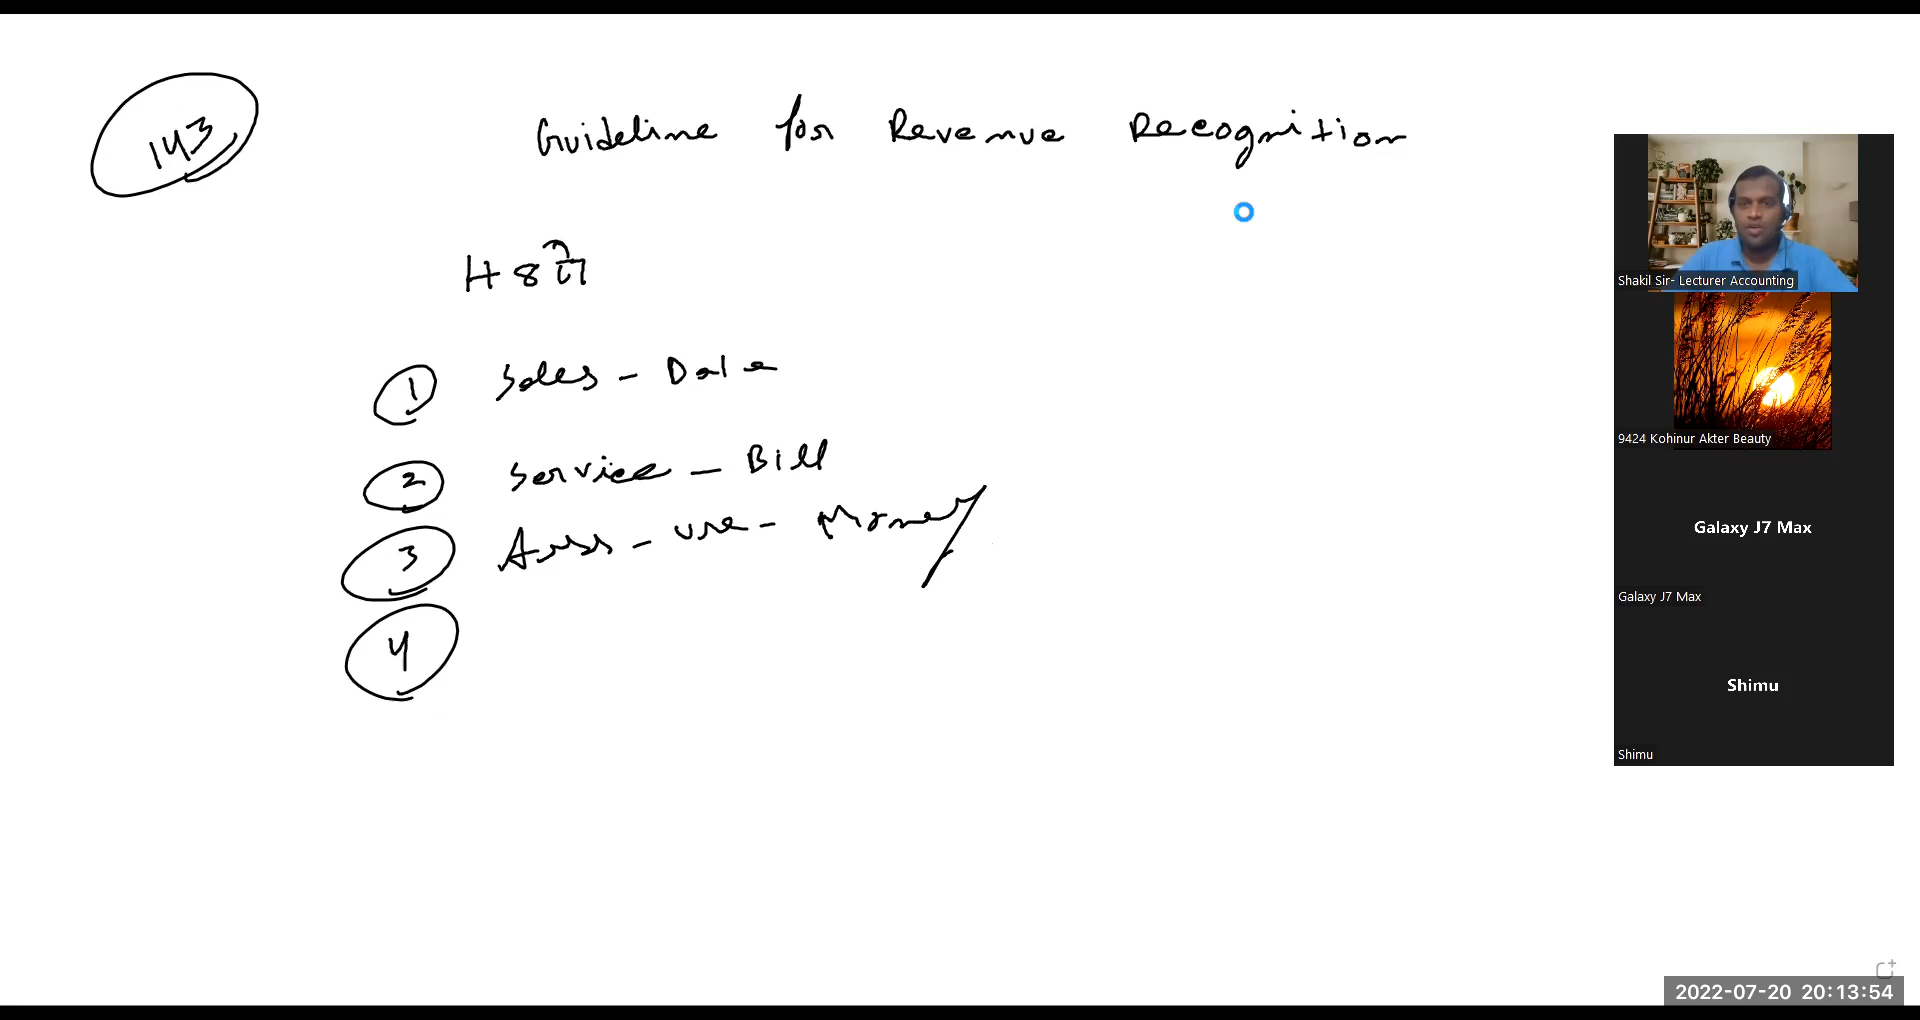 143
Guideline for Revenue Recognition
৪টি
1 Sales - Date
2 Service - Bill
3 Asset - use - Money
4
Shakil Sir- Lecturer Accounting
9424 Kohinur Akter Beauty
Galaxy J7 Max
Galaxy J7 Max
Shimu
Shimu
2022-07-20 20:13:54